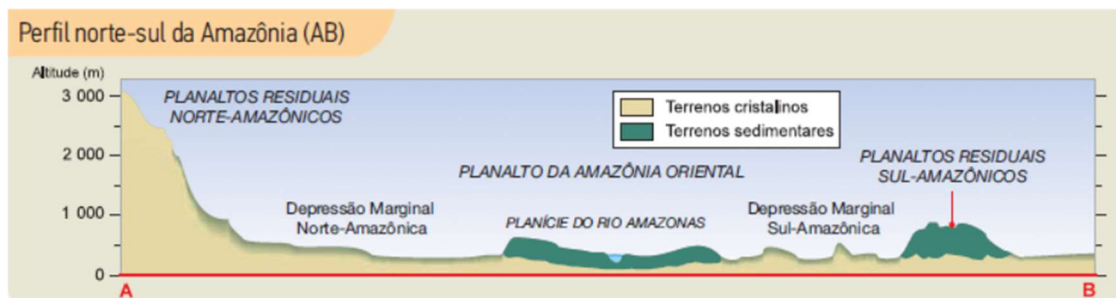 Perfil norte-sul da Amazônia (AB)
Altitude (m)
3 000
2 000
1 000
0
PLANALTOS RESIDUAIS
NORTE-AMAZÔNICOS
Terrenos cristalinos
Terrenos sedimentares
PLANALTO DA AMAZÔNIA ORIENTAL
PLANALTOS RESIDUAIS
SUL-AMAZÔNICOS
Depressão Marginal
Norte-Amazônica
PLANÍCIE DO RIO AMAZONAS
Depressão Marginal
Sul-Amazônica
A
B